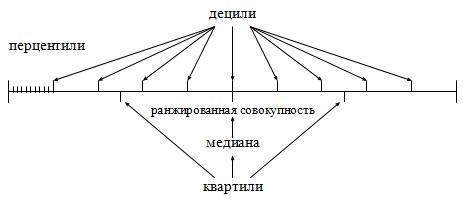 децили
перцентили
ранжированная совокупность
медиана
квартили